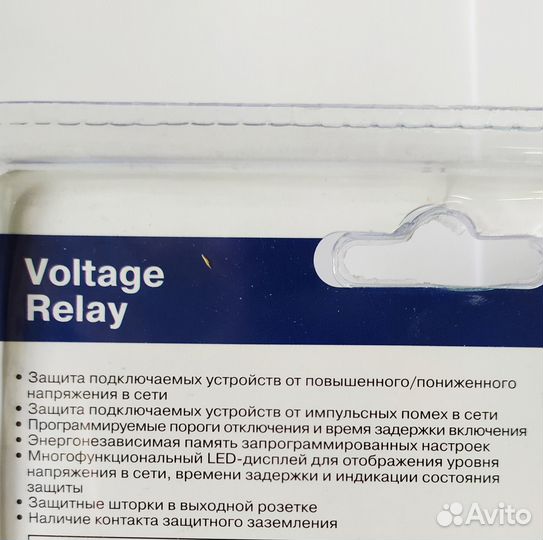 Voltage
Relay
• Защита подключаемых устройств от повышенного/пониженного
напряжения в сети
• Защита подключаемых устройств от импульсных помех в сети
• Программируемые пороги отключения и время задержки включения
• Энергонезависимая память запрограммированных настроек
• Многофункциональный LED-дисплей для отображения уровня
напряжения в сети, времени задержки и индикации состояния
защиты
• Защитные шторки в выходной розетке
• Наличие контакта защитного заземления
Avito